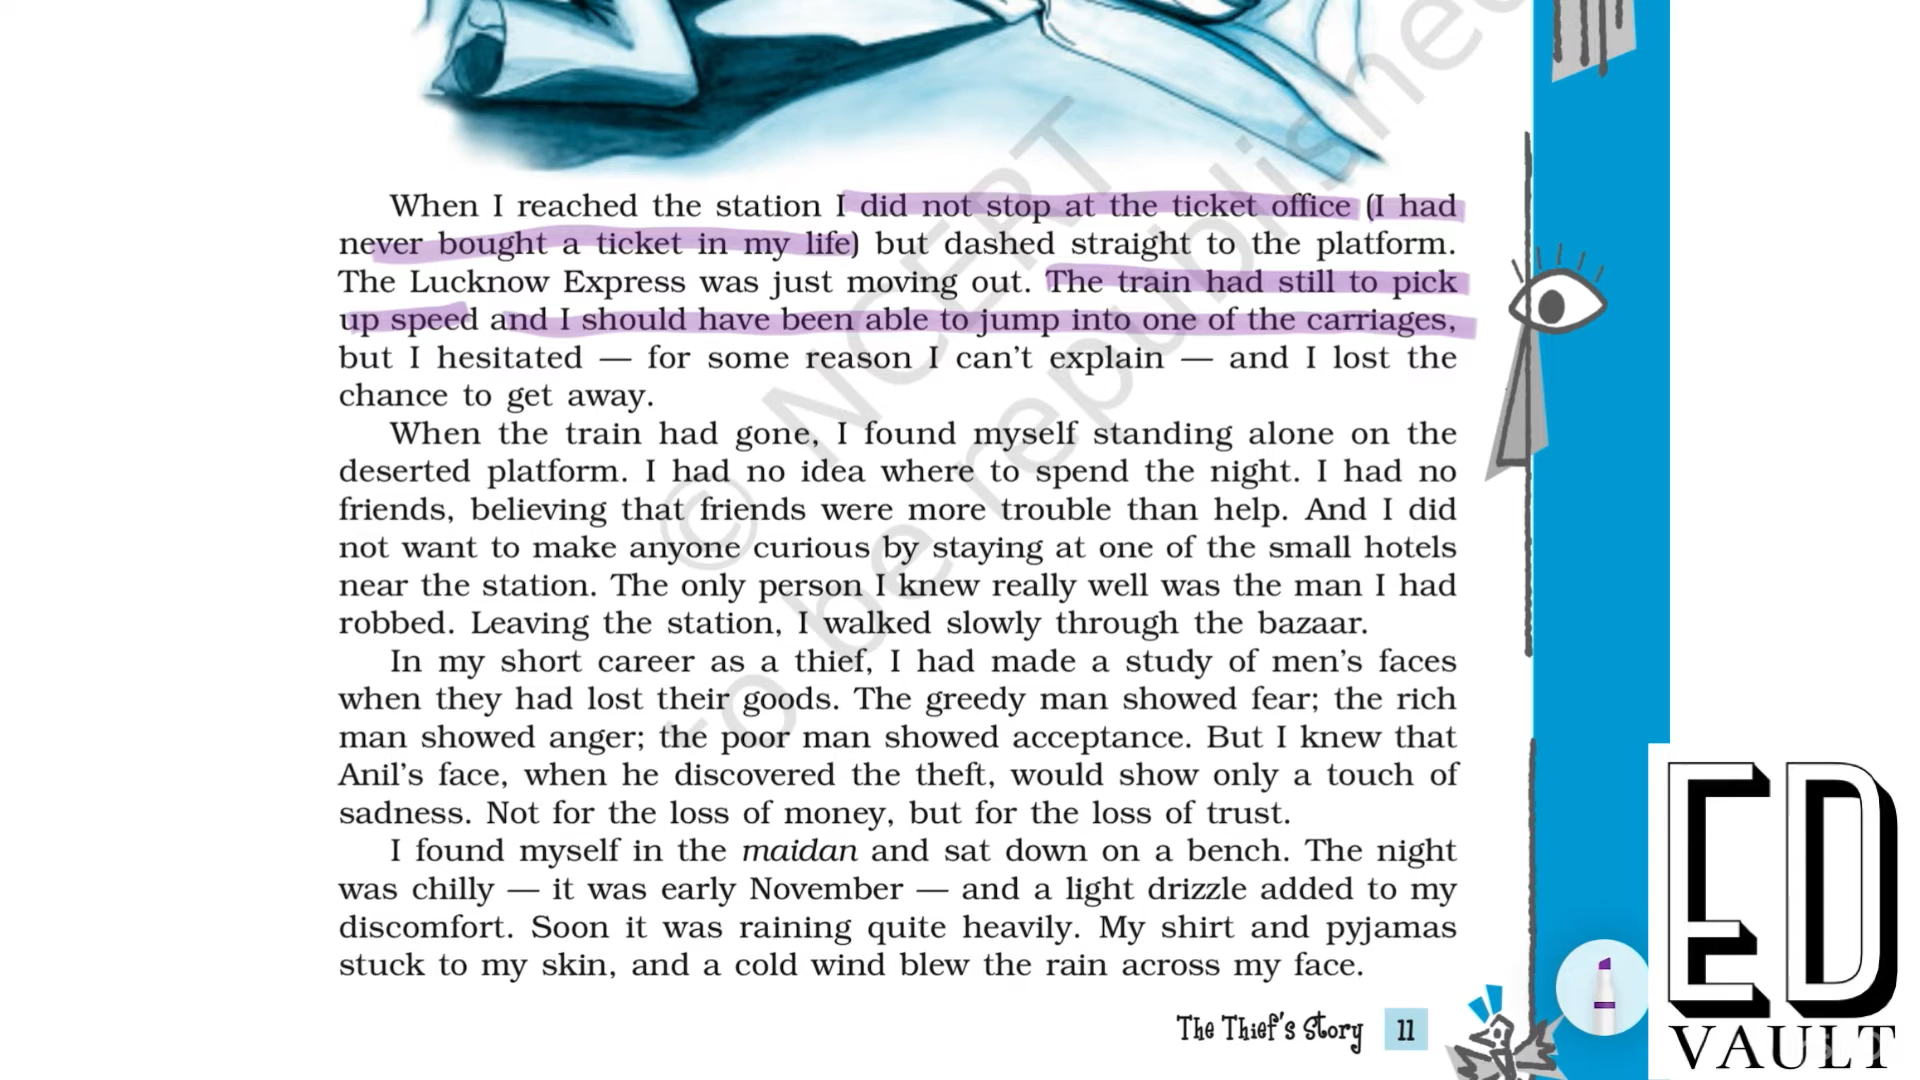 When I reached the station I did not stop at the ticket office (I had
never bought a ticket in my life) but dashed straight to the platform.
The Lucknow Express was just moving out. The train had still to pick
up speed and I should have been able to jump into one of the carriages,
but I hesitated — for some reason I can't explain — and I lost the
chance to get away.
When the train had gone, I found myself standing alone on the
deserted platform. I had no idea where to spend the night. I had no
friends, believing that friends were more trouble than help. And I did
not want to make anyone curious by staying at one of the small hotels
near the station. The only person I knew really well was the man I had
robbed. Leaving the station, I walked slowly through the bazaar.
In my short career as a thief, I had made a study of men's faces
when they had lost their goods. The greedy man showed fear; the rich
man showed anger; the poor man showed acceptance. But I knew that
Anil's face, when he discovered the theft, would show only a touch of
sadness. Not for the loss of money, but for the loss of trust.
I found myself in the maidan and sat down on a bench. The night
was chilly — it was early November — and a light drizzle added to my
discomfort. Soon it was raining quite heavily. My shirt and pyjamas
stuck to my skin, and a cold wind blew the rain across my face.
The Thief's Story 11
© NCERT
to be republished
ED
VAULT